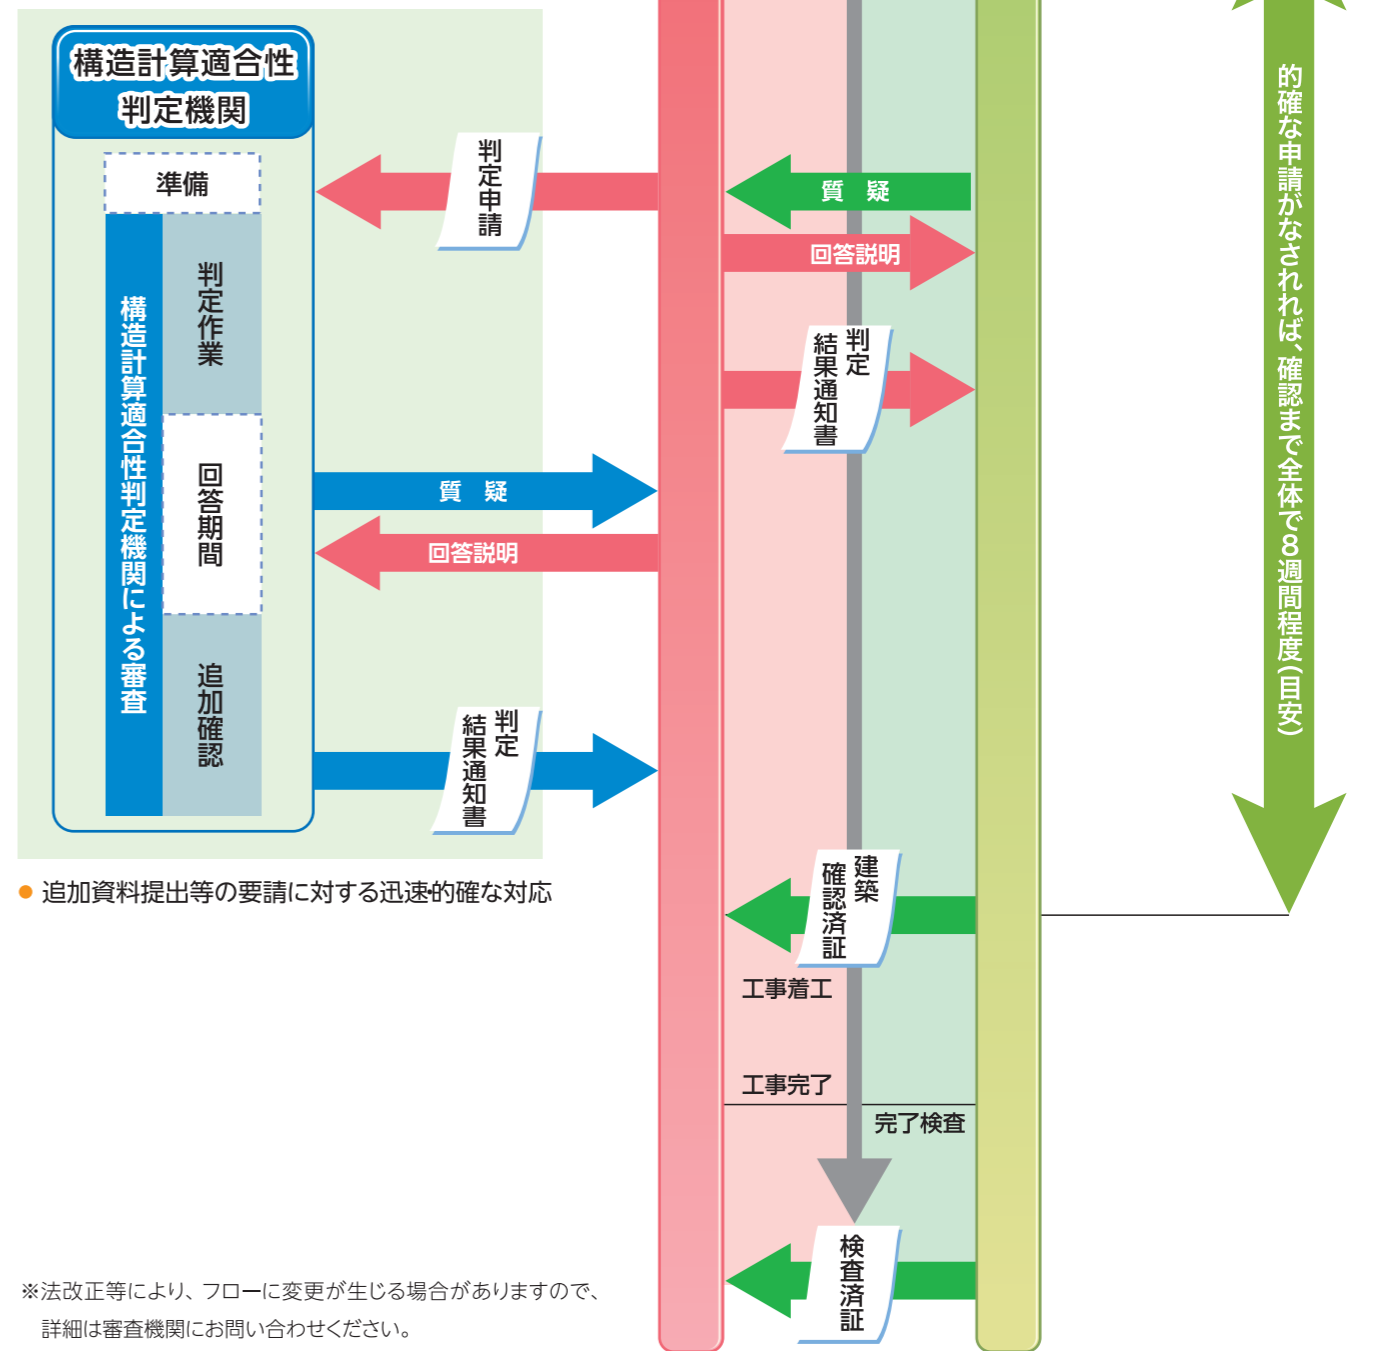 構造計算適合性
判定機関
準備
構造計算適合性判定機関による審査
判定作業
回答期間
追加確認
判定申請
質　疑
回答説明
判定
結果通知書
質　疑
回答説明
判定
結果通知書
建築
確認済証
工事着工
工事完了
完了検査
検査済証
的確な申請がなされれば、確認まで全体で8週間程度(目安)
● 追加資料提出等の要請に対する迅速・的確な対応
※法改正等により、フローに変更が生じる場合がありますので、
詳細は審査機関にお問い合わせください。